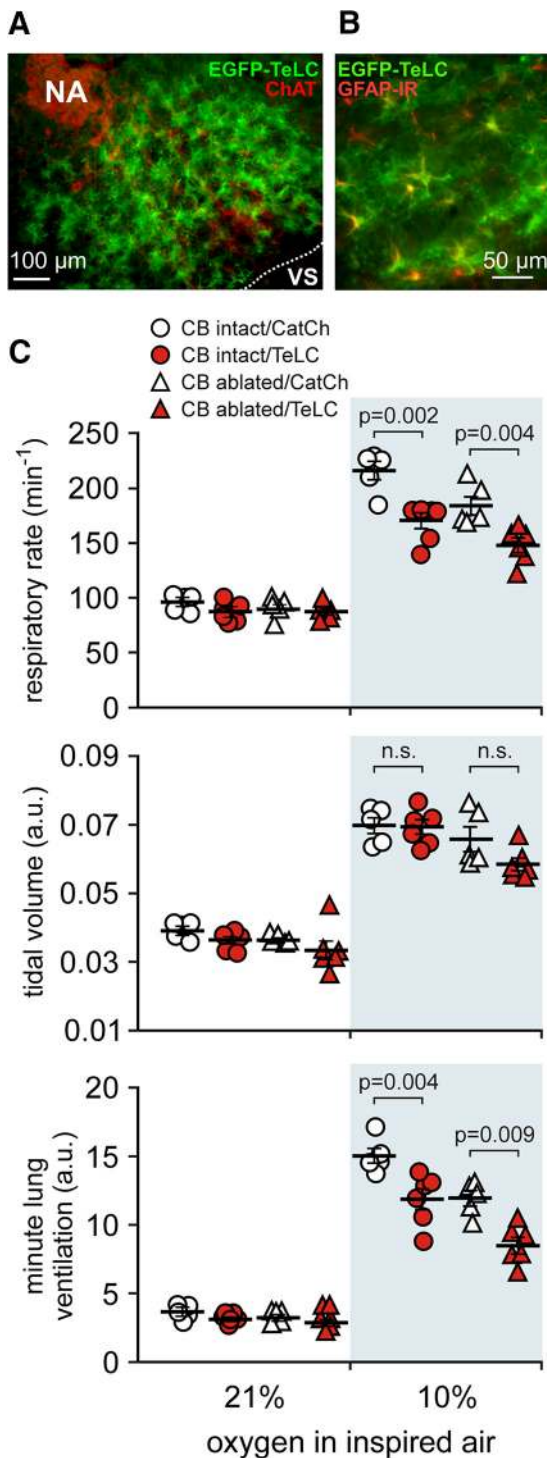 A
B
NA
EGFP-TeLC
ChAT
100 µm
VS
EGFP-TeLC
GFAP-IR
50 µm
C
CB intact/CatCh
CB intact/TeLC
CB ablated/CatCh
CB ablated/TeLC
respiratory rate (min-1)
250
200
150
100
50
0
p=0.002
p=0.004
tidal volume (a.u.)
0.09
0.07
0.05
0.03
0.01
n.s.
n.s.
minute lung
ventilation (a.u.)
20
15
10
5
0
p=0.004
p=0.009
21%
10%
oxygen in inspired air